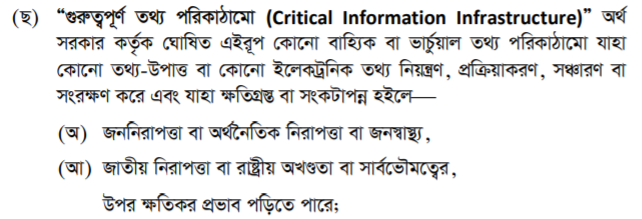 (ছ) “গুরুত্বপূর্ণ তথ্য পরিকাঠামো (Critical Information Infrastructure)” অর্থ
সরকার কর্তৃক ঘোষিত এইরূপ কোনো বাহ্যিক বা ভার্চুয়াল তথ্য পরিকাঠামো যাহা
কোনো তথ্য-উপাত্ত বা কোনো ইলেকট্রনিক তথ্য নিয়ন্ত্রণ, প্রক্রিয়াকরণ, সঞ্চারণ বা
সংরক্ষণ করে এবং যাহা ক্ষতিগ্রস্ত বা সংকটাপন্ন হইলে—
(অ) জননিরাপত্তা বা অর্থনৈতিক নিরাপত্তা বা জনস্বাস্থ্য,
(আ) জাতীয় নিরাপত্তা বা রাষ্ট্রীয় অখণ্ডতা বা সার্বভৌমত্বের,
উপর ক্ষতিকর প্রভাব পড়িতে পারে;